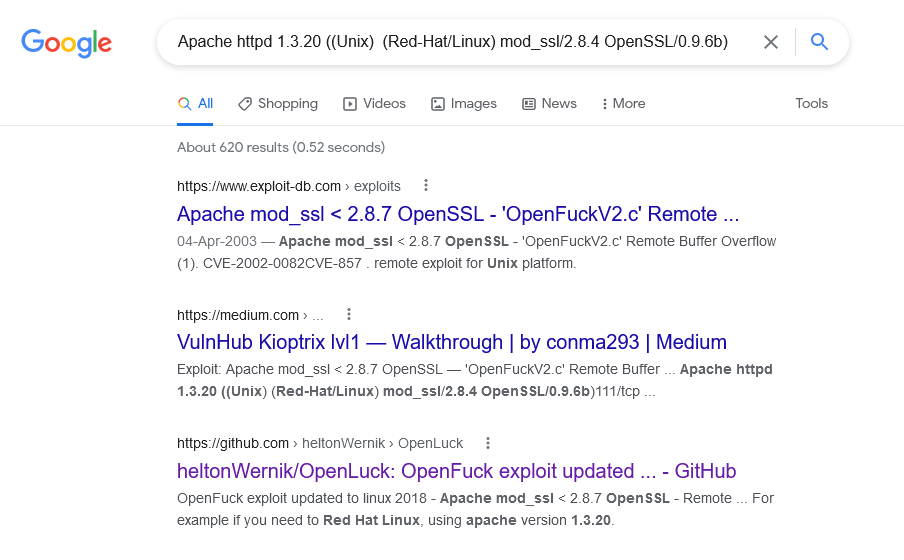 Google
Apache httpd 1.3.20 ((Unix)  (Red-Hat/Linux) mod_ssl/2.8.4 OpenSSL/0.9.6b)
All Shopping Videos Images News More Tools
About 620 results (0.52 seconds)
https://www.exploit-db.com › exploits
Apache mod_ssl < 2.8.7 OpenSSL - 'OpenFuckV2.c' Remote ...
04-Apr-2003 — Apache mod_ssl < 2.8.7 OpenSSL - 'OpenFuckV2.c' Remote Buffer Overflow
(1). CVE-2002-0082CVE-857 . remote exploit for Unix platform.
https://medium.com › ...
VulnHub Kioptrix lvl1 — Walkthrough | by conma293 | Medium
Exploit: Apache mod_ssl < 2.8.7 OpenSSL — 'OpenFuckV2.c' Remote Buffer ... Apache httpd
1.3.20 ((Unix) (Red-Hat/Linux) mod_ssl/2.8.4 OpenSSL/0.9.6b)111/tcp ...
https://github.com › heltonWernik › OpenLuck
heltonWernik/OpenLuck: OpenFuck exploit updated ... - GitHub
OpenFuck exploit updated to linux 2018 - Apache mod_ssl < 2.8.7 OpenSSL - Remote ... For
example if you need to Red Hat Linux, using apache version 1.3.20.